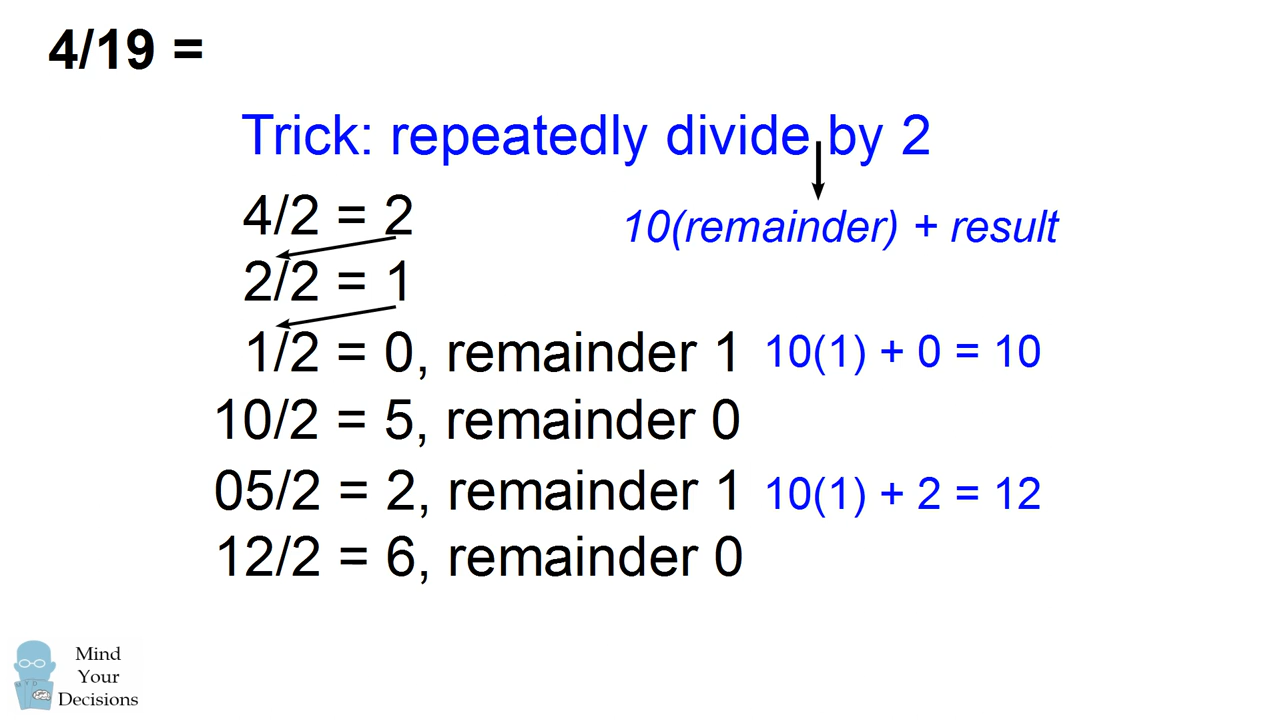 4/19 =
Trick: repeatedly divide by 2
4/2 = 2
10(remainder) + result
2/2 = 1
1/2 = 0, remainder 1 10(1) + 0 = 10
10/2 = 5, remainder 0
05/2 = 2, remainder 1 10(1) + 2 = 12
12/2 = 6, remainder 0
Mind
Your
Decisions